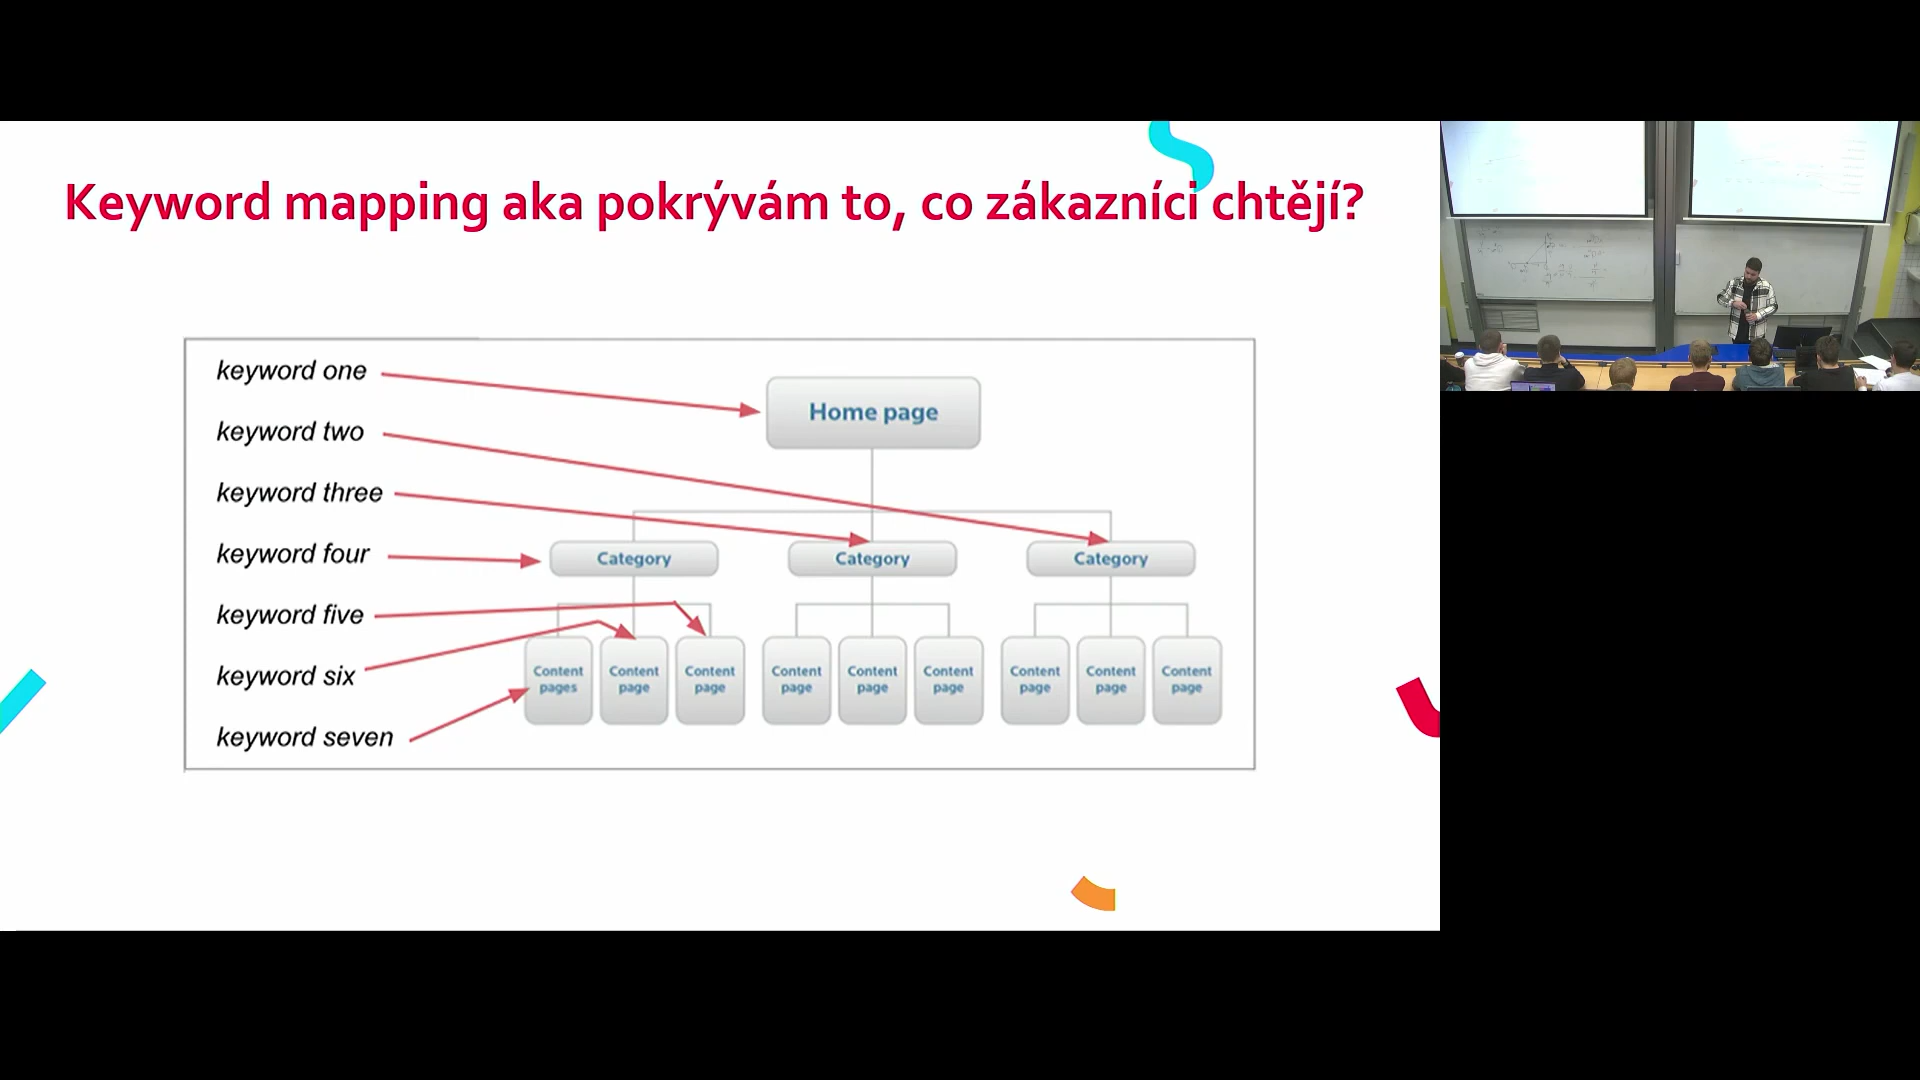 Keyword mapping aka pokrývám to, co zákazníci chtějí?
keyword one
keyword two
keyword three
keyword four
keyword five
keyword six
keyword seven
Home page
Category
Category
Category
Content
pages
Content
page
Content
page
Content
page
Content
page
Content
page
Content
page
Content
page
Content
page